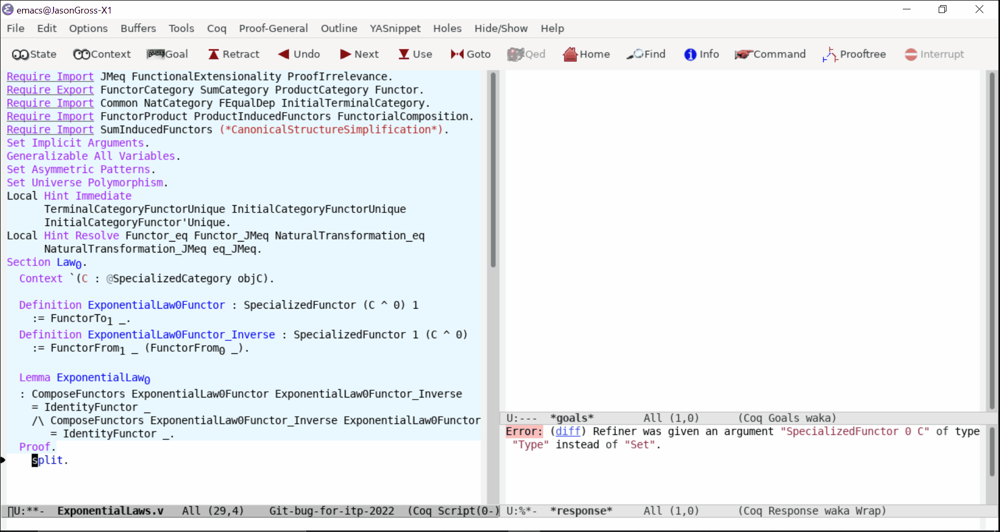 emacs@JasonGross-X1
File Edit Options Buffers Tools Coq Proof-General Outline YASnippet Holes Hide/Show Help
State Context Goal Retract Undo Next Use Goto Qed Home Find Info Command Prooftree Interrupt
Require Import JMeq FunctionalExtensionality ProofIrrelevance.
Require Export FunctorCategory SumCategory ProductCategory Functor.
Require Import Common NatCategory FEqualDep InitialTerminalCategory.
Require Import FunctorProduct ProductInducedFunctors FunctorialComposition.
Require Import SumInducedFunctors (*CanonicalStructureSimplification*).
Set Implicit Arguments.
Generalizable All Variables.
Set Asymmetric Patterns.
Set Universe Polymorphism.
Local Hint Immediate
TerminalCategoryFunctorUnique InitialCategoryFunctorUnique
InitialCategoryFunctor'Unique.
Local Hint Resolve Functor_eq Functor_JMeq NaturalTransformation_eq
NaturalTransformation_JMeq eq_JMeq.
Section Law₀.
Context `(C : @SpecializedCategory objC).
Definition ExponentialLaw0Functor : SpecializedFunctor (C ^ 0) 1
:= FunctorTo₁ _.
Definition ExponentialLaw0Functor_Inverse : SpecializedFunctor 1 (C ^ 0)
:= FunctorFrom₁ _ (FunctorFrom₀ _).
Lemma ExponentialLaw₀
: ComposeFunctors ExponentialLaw0Functor ExponentialLaw0Functor_Inverse
= IdentityFunctor _
/\ ComposeFunctors ExponentialLaw0Functor_Inverse ExponentialLaw0Functor
= IdentityFunctor _.
Proof.
split.
U:**- ExponentialLaws.v All (29,4) Git-bug-for-itp-2022 (Coq Script(0-)
U:--- *goals* All (1,0) (Coq Goals waka)
Error: (diff) Refiner was given an argument "SpecializedFunctor 0 C" of type
"Type" instead of "Set".
U:%*- *response* All (1,0) (Coq Response waka Wrap)